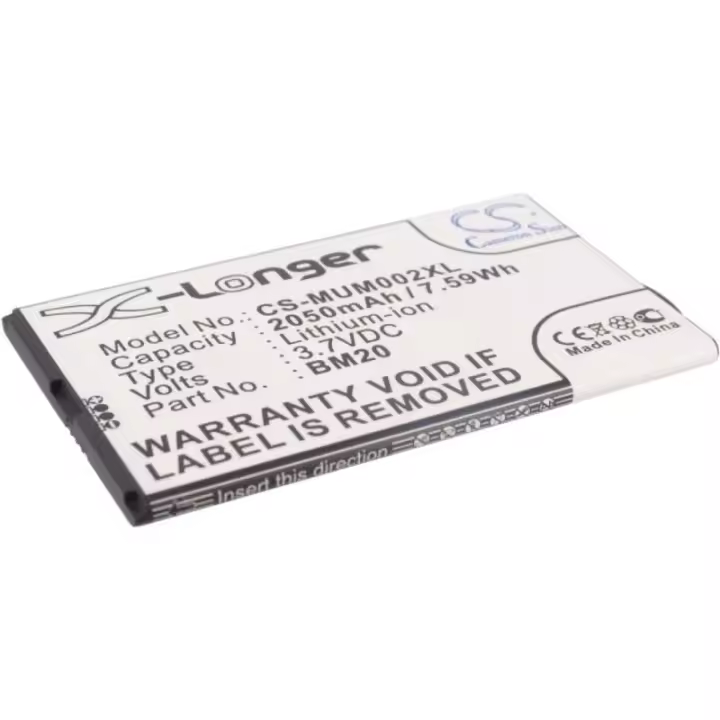 X-Longer
CS
Cameron Sino
Model No.: CS-MUM002XL
Capacity : 2050mAh / 7.59Wh
Type : Lithium-ion
Volts : 3.7VDC
Part No.: BM20
WARRANTY VOID IF
LABEL IS REMOVED
CE
Made in China
Insert this direction